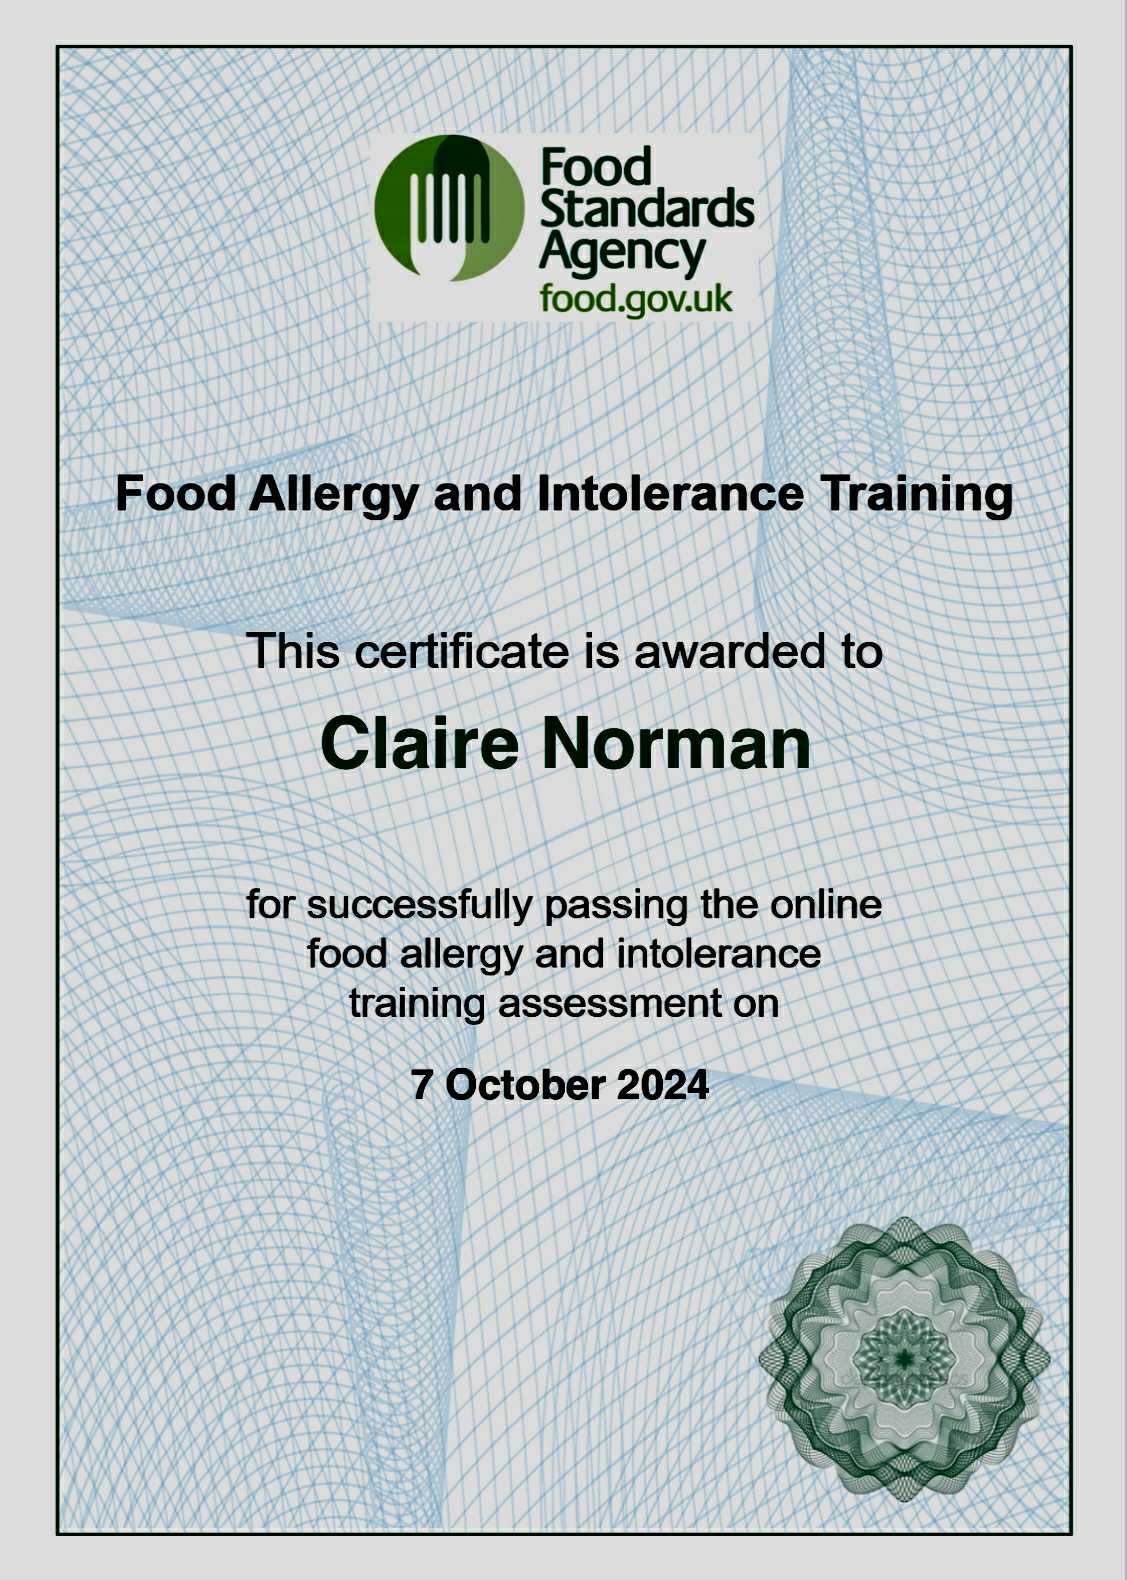 Food
Standards
Agency
food.gov.uk
Food Allergy and Intolerance Training
This certificate is awarded to
Claire Norman
for successfully passing the online
food allergy and intolerance
training assessment on
7 October 2024